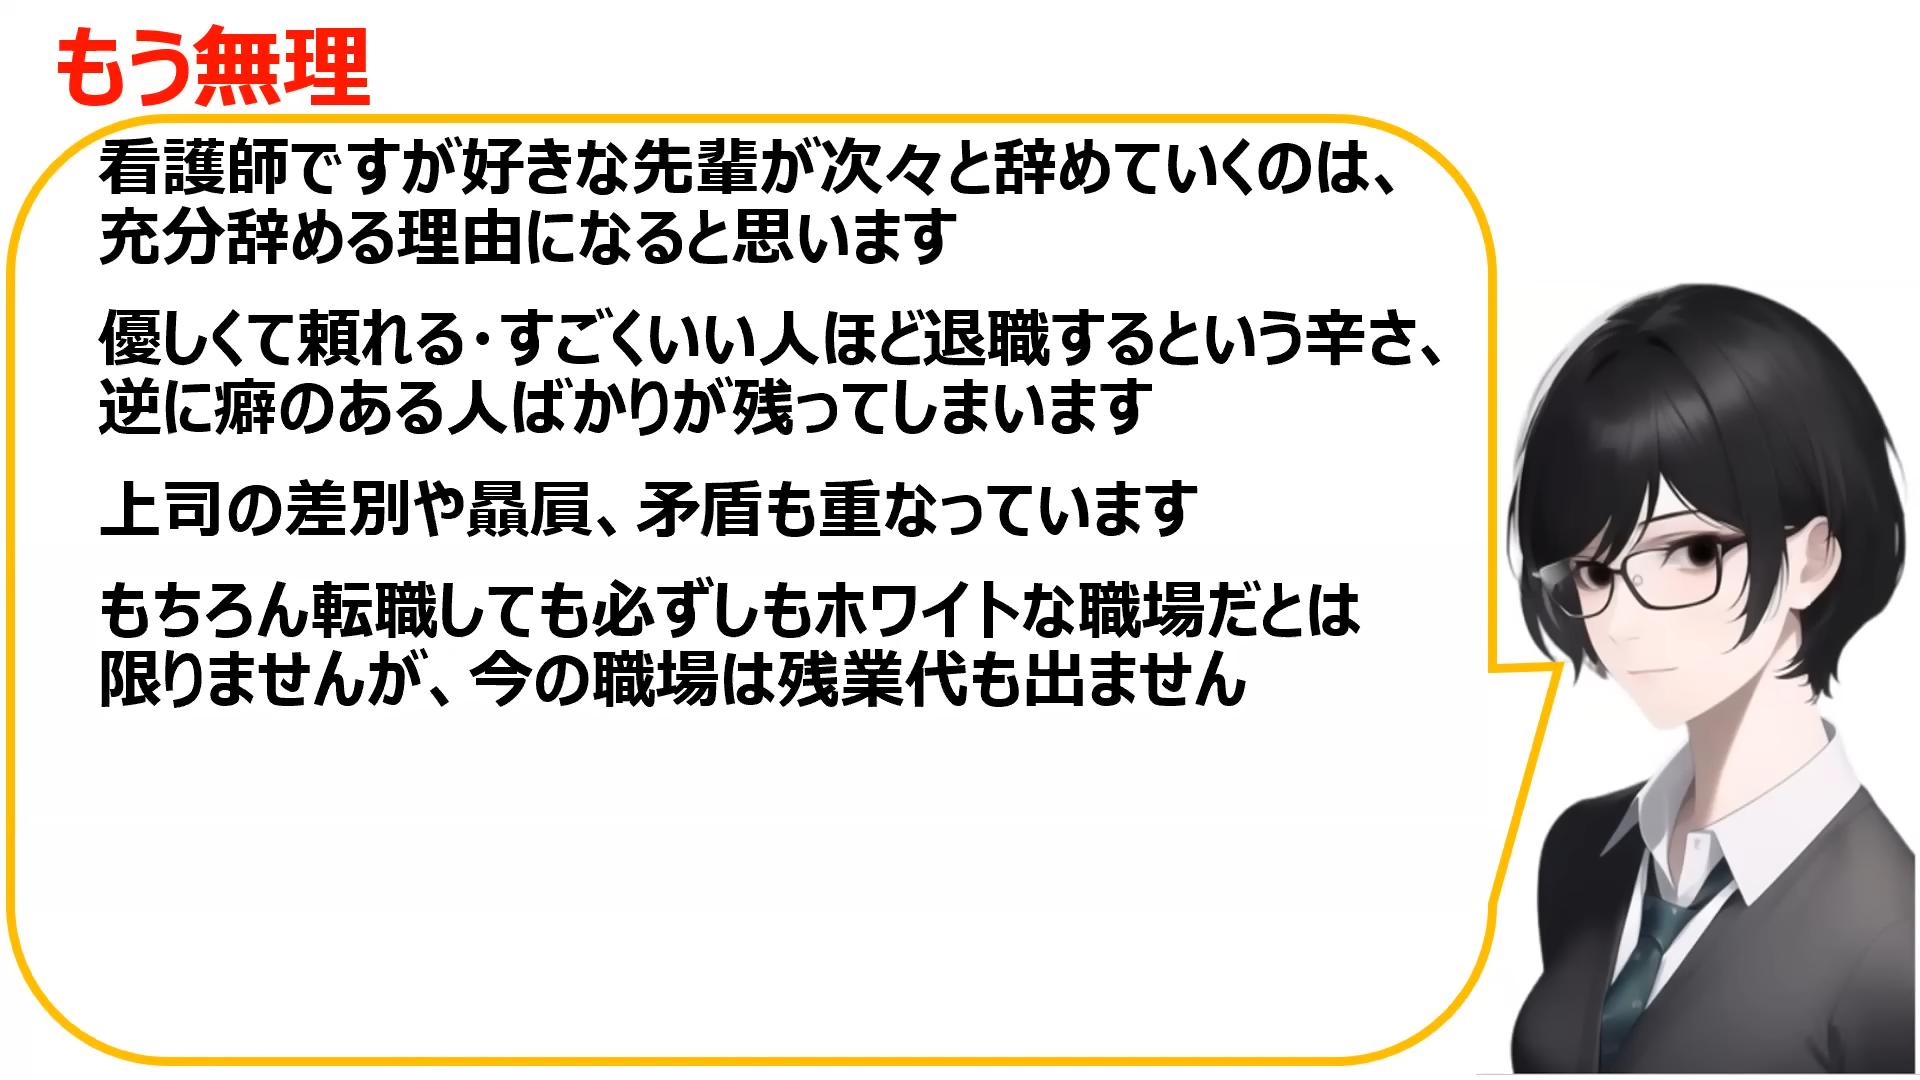 もう無理
看護師ですが好きな先輩が次々と辞めていくのは、
充分辞める理由になると思います
優しくて頼れる・すごくいい人ほど退職するという辛さ、
逆に癖のある人ばかりが残ってしまいます
上司の差別や贔屓、矛盾も重なっています
もちろん転職しても必ずしもホワイトな職場だとは
限りませんが、今の職場は残業代も出ません